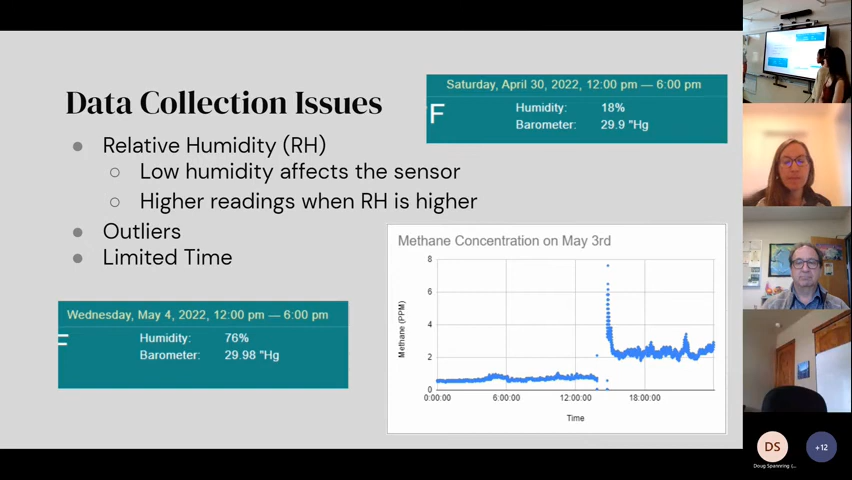 Data Collection Issues
Relative Humidity (RH)
Low humidity affects the sensor
Higher readings when RH is higher
Outliers
Limited Time
Saturday, April 30, 2022, 12:00 pm — 6:00 pm
F
Humidity: 18%
Barometer: 29.9 "Hg
Wednesday, May 4, 2022, 12:00 pm — 6:00 pm
F
Humidity: 76%
Barometer: 29.98 "Hg
Methane Concentration on May 3rd
Methane (PPM)
8
6
4
2
0
0:00:00 6:00:00 12:00:00 18:00:00
Time
DS
+12
Doug Spanning (...